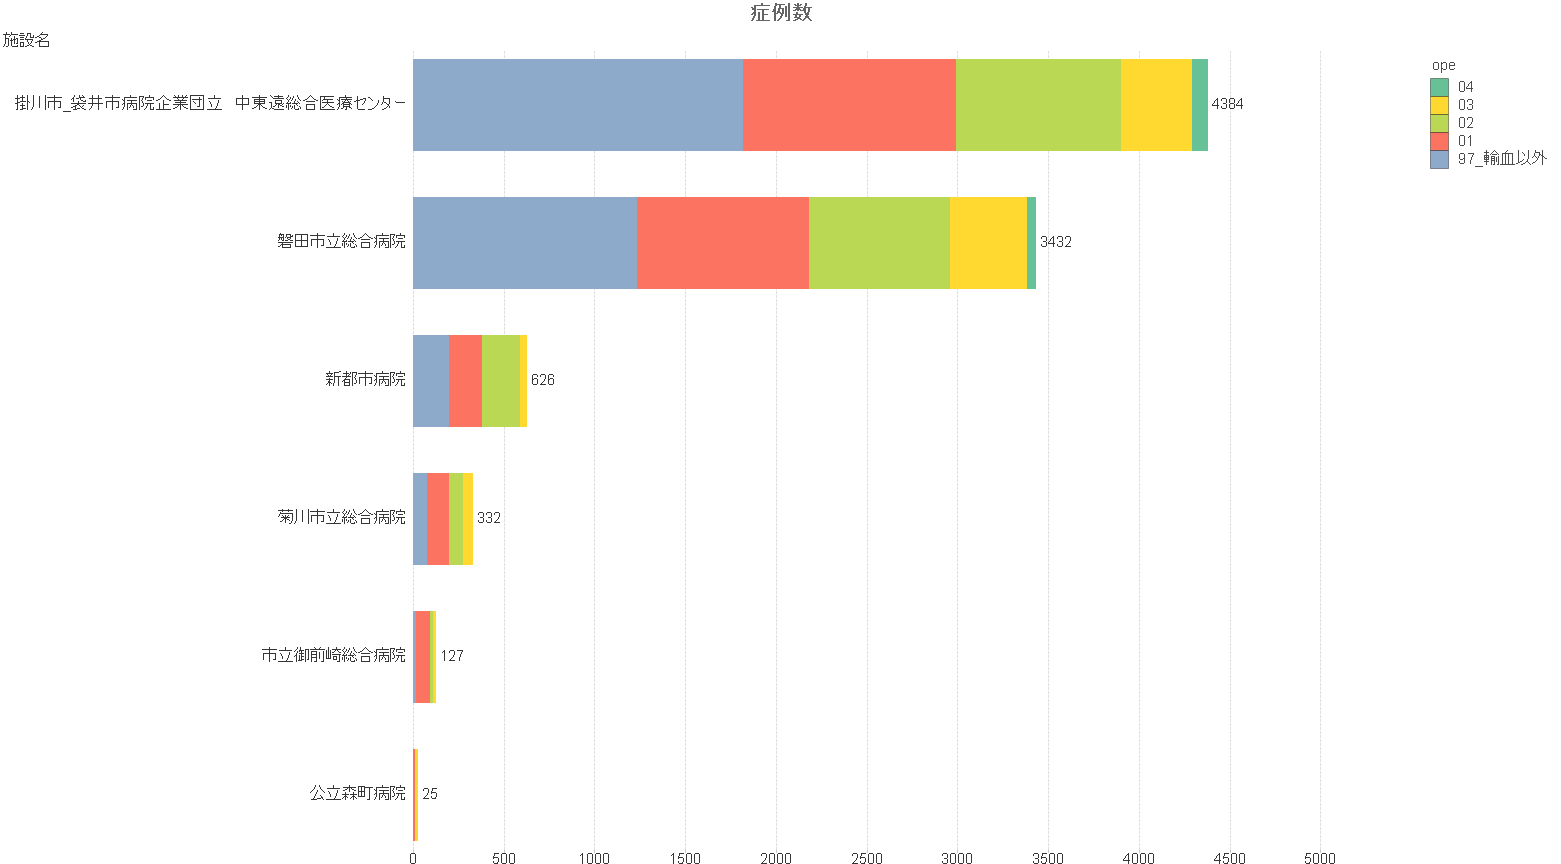 症例数
施設名
掛川市_袋井市病院企業団立　中東遠総合医療センター
4384
磐田市立総合病院
3432
新都市病院
626
菊川市立総合病院
332
市立御前崎総合病院
127
公立森町病院
25
0 500 1000 1500 2000 2500 3000 3500 4000 4500 5000
ope
04
03
02
01
97_輸血以外